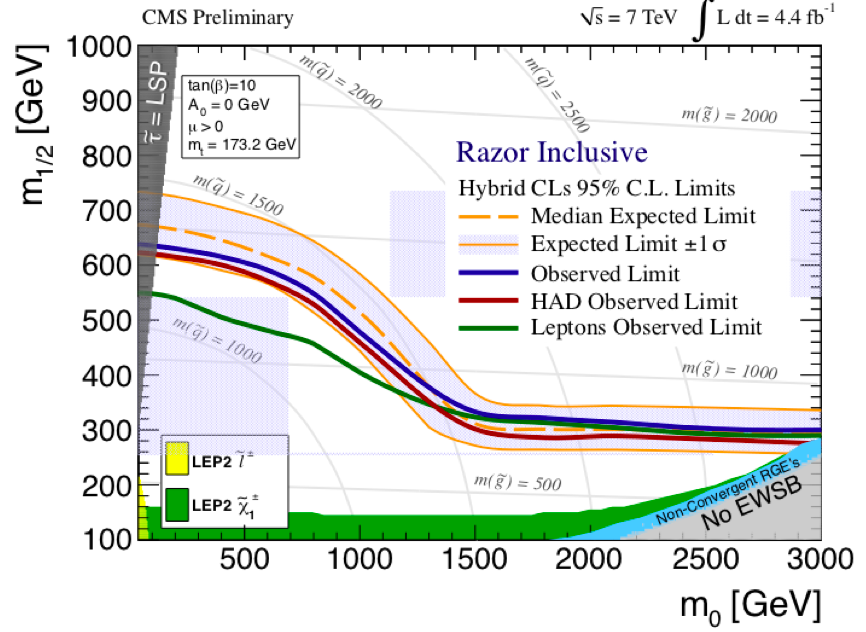 CMS Preliminary
√s = 7 TeV ∫ L dt = 4.4 fb⁻¹
m₁/₂ [GeV]
1000
900
800
700
600
500
400
300
200
100
τ̃ = LSP
tan(β)=10
A₀ = 0 GeV
μ > 0
mₜ = 173.2 GeV
m(q̃) = 2000
m(q̃) = 2500
m(g̃) = 2000
m(q̃) = 1500
Razor Inclusive
Hybrid CLs 95% C.L. Limits
Median Expected Limit
Expected Limit ±1 σ
Observed Limit
HAD Observed Limit
Leptons Observed Limit
m(q̃) = 1000
m(g̃) = 1000
m(g̃) = 500
LEP2 l̃±
LEP2 χ̃₁±
Non-Convergent RGE's
No EWSB
500
1000
1500
2000
2500
3000
m₀ [GeV]